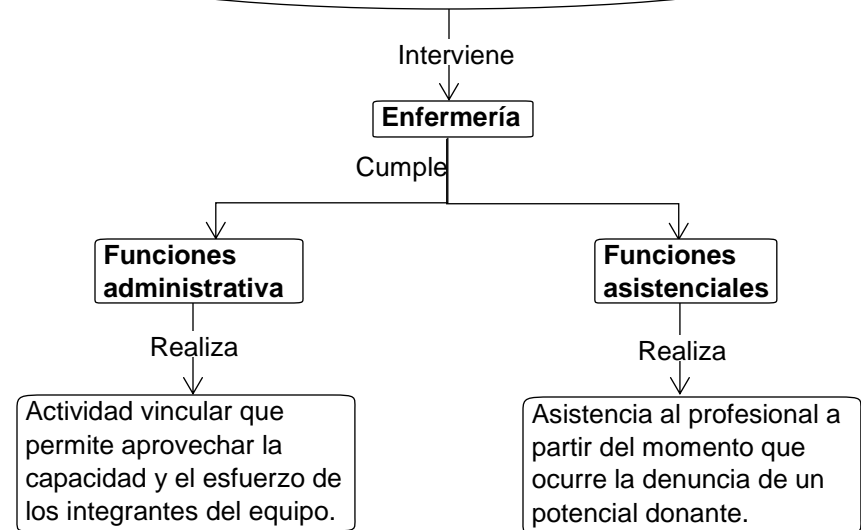 Interviene
Enfermería
Cumple
Funciones
administrativa
Funciones
asistenciales
Realiza
Realiza
Actividad vincular que
permite aprovechar la
capacidad y el esfuerzo de
los integrantes del equipo.
Asistencia al profesional a
partir del momento que
ocurre la denuncia de un
potencial donante.